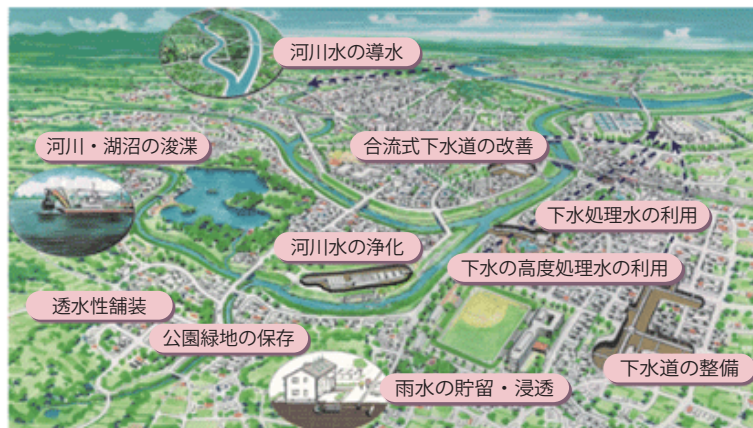 河川水の導水
河川・湖沼の浚渫
合流式下水道の改善
下水処理水の利用
河川水の浄化
下水の高度処理水の利用
透水性舗装
公園緑地の保存
下水道の整備
雨水の貯留・浸透